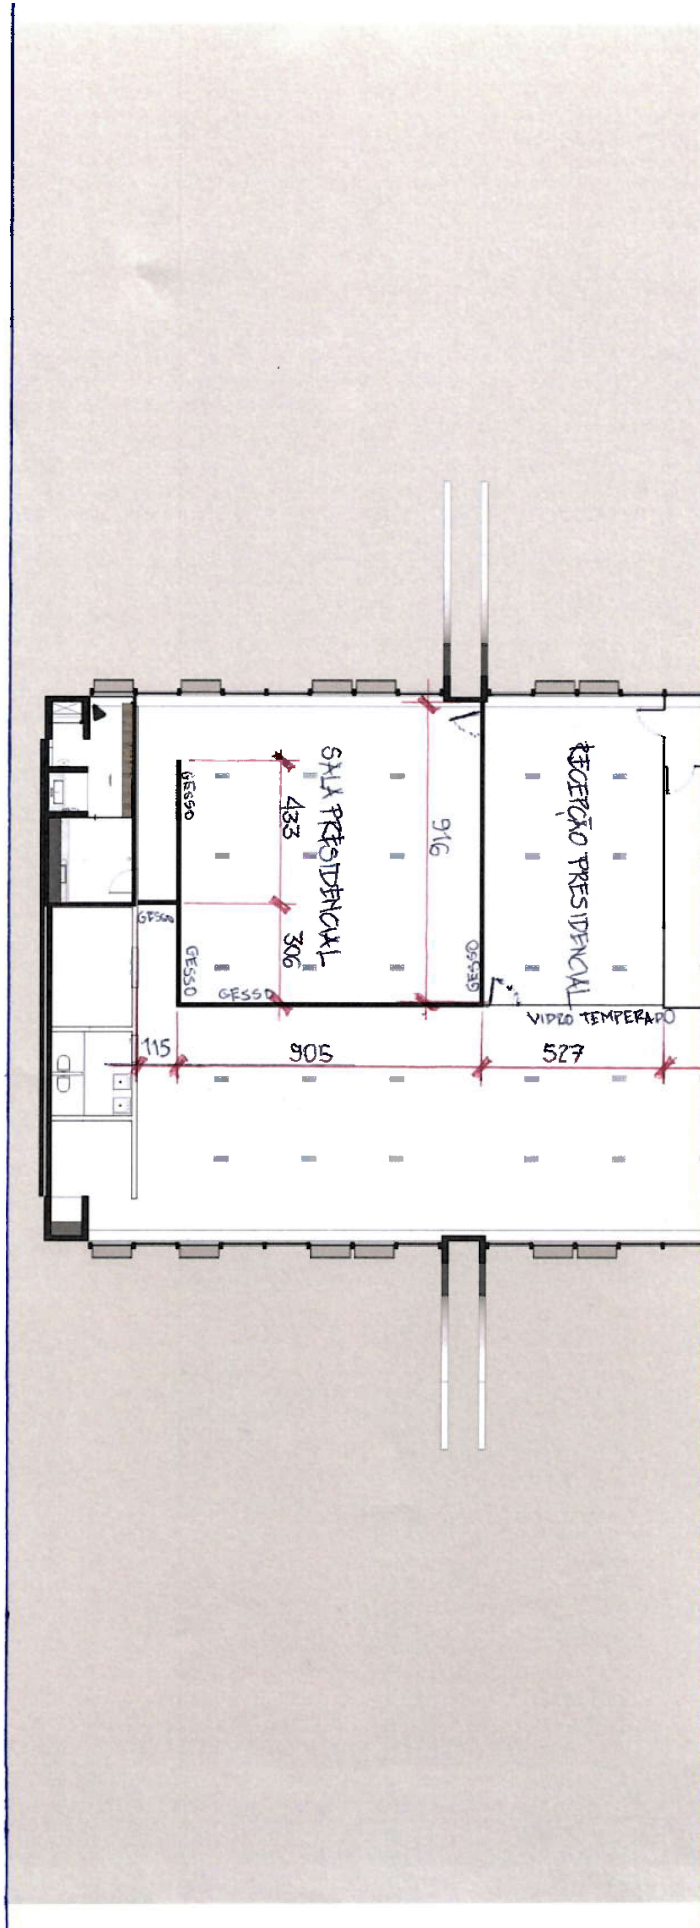 SALA PRESIDENCIAL
RECEPÇÃO PRESIDENCIAL
GESSO
433
916
306
GESSO
GESSO
GESSO
GESSO
VIDRO TEMPERADO
115
905
527